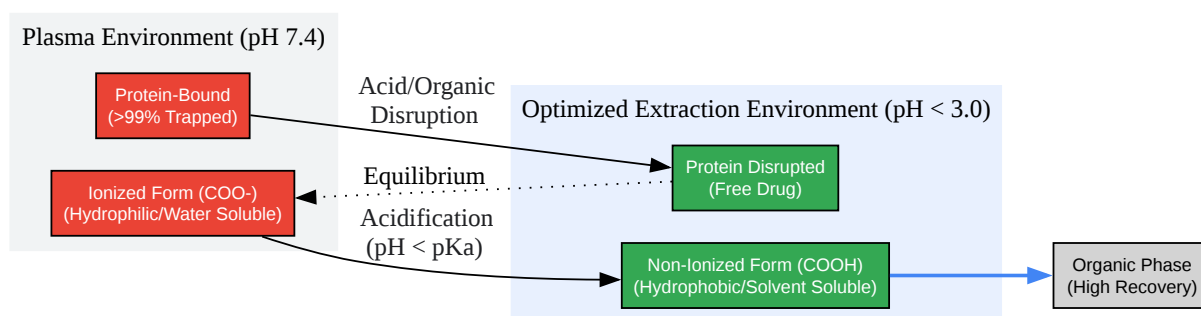 Plasma Environment (pH 7.4)
Protein-Bound
(>99% Trapped)
Acid/Organic
Disruption
Optimized Extraction Environment (pH < 3.0)
Protein Disrupted
(Free Drug)
Equilibrium
Ionized Form (COO-)
(Hydrophilic/Water Soluble)
Acidification
(pH < pKa)
Non-Ionized Form (COOH)
(Hydrophobic/Solvent Soluble)
Organic Phase
(High Recovery)